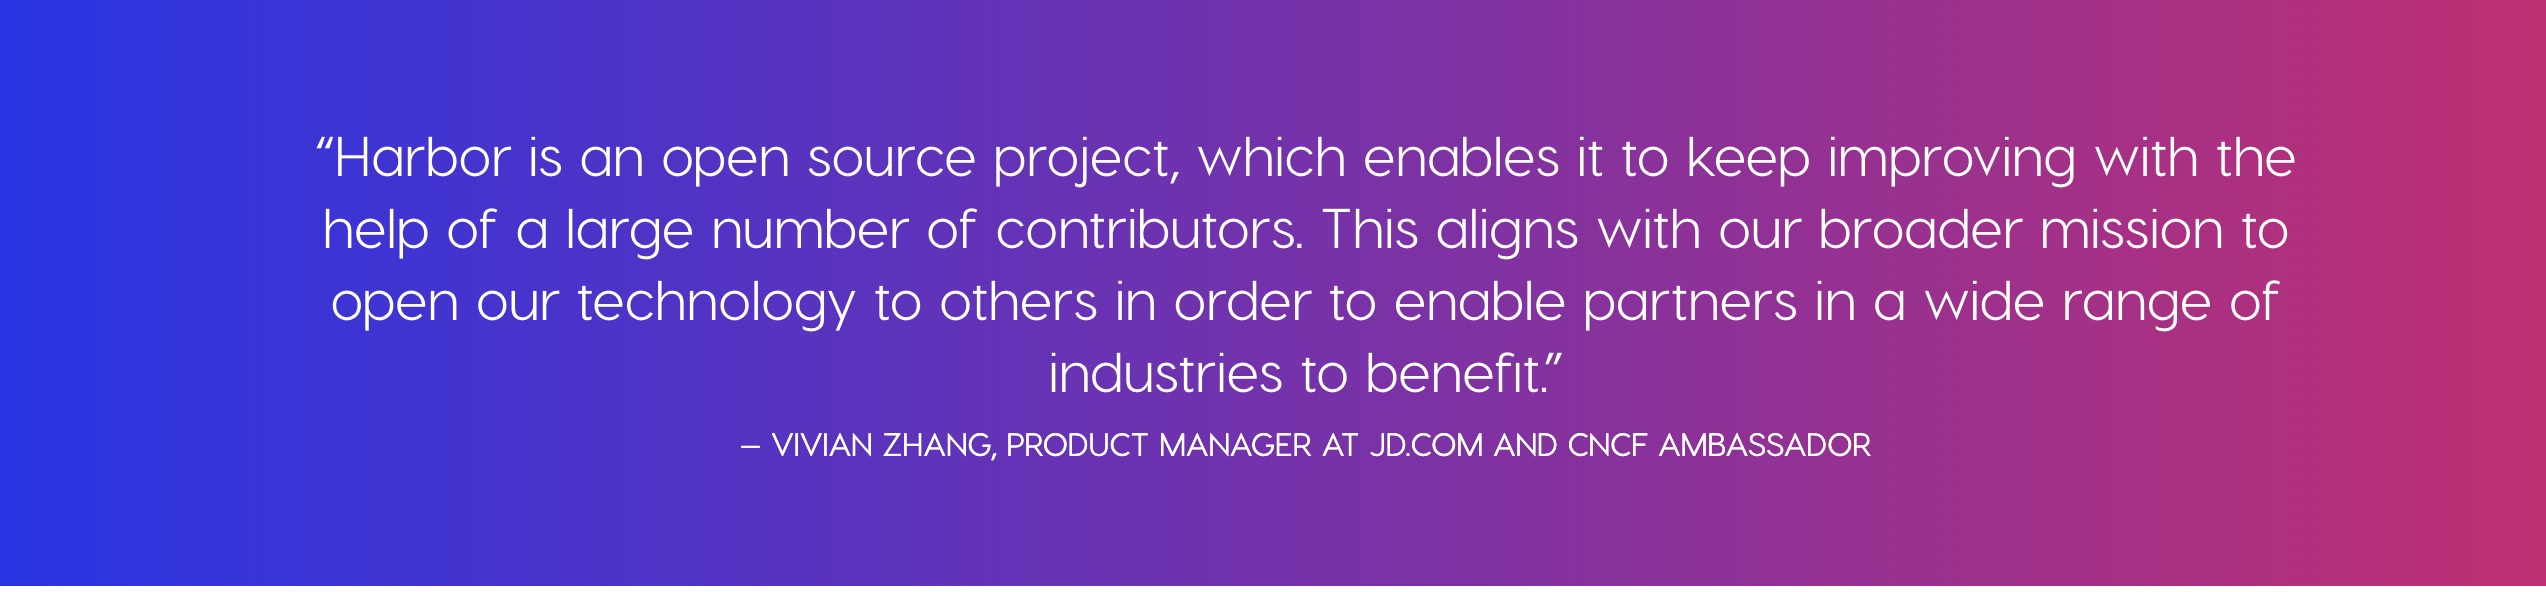 “Harbor is an open source project, which enables it to keep improving with the
help of a large number of contributors. This aligns with our broader mission to
open our technology to others in order to enable partners in a wide range of
industries to benefit.”
– VIVIAN ZHANG, PRODUCT MANAGER AT JD.COM AND CNCF AMBASSADOR